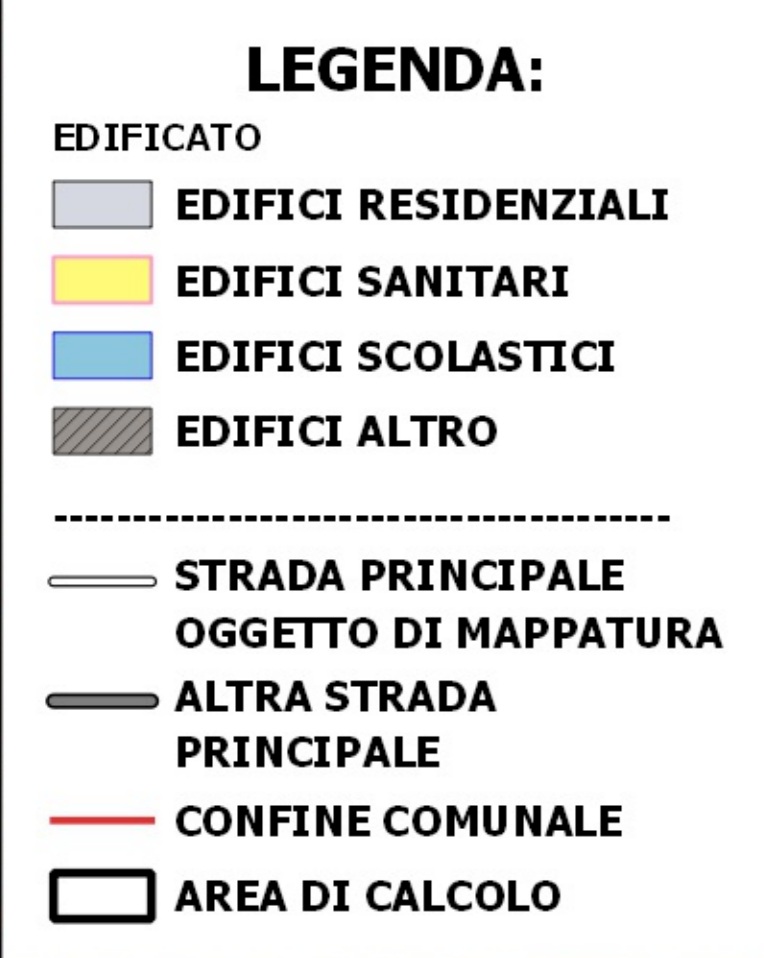 LEGENDA:
EDIFICATO
EDIFICI RESIDENZIALI
EDIFICI SANITARI
EDIFICI SCOLASTICI
EDIFICI ALTRO
---------------------------------------
STRADA PRINCIPALE
OGGETTO DI MAPPATURA
ALTRA STRADA
PRINCIPALE
CONFINE COMUNALE
AREA DI CALCOLO